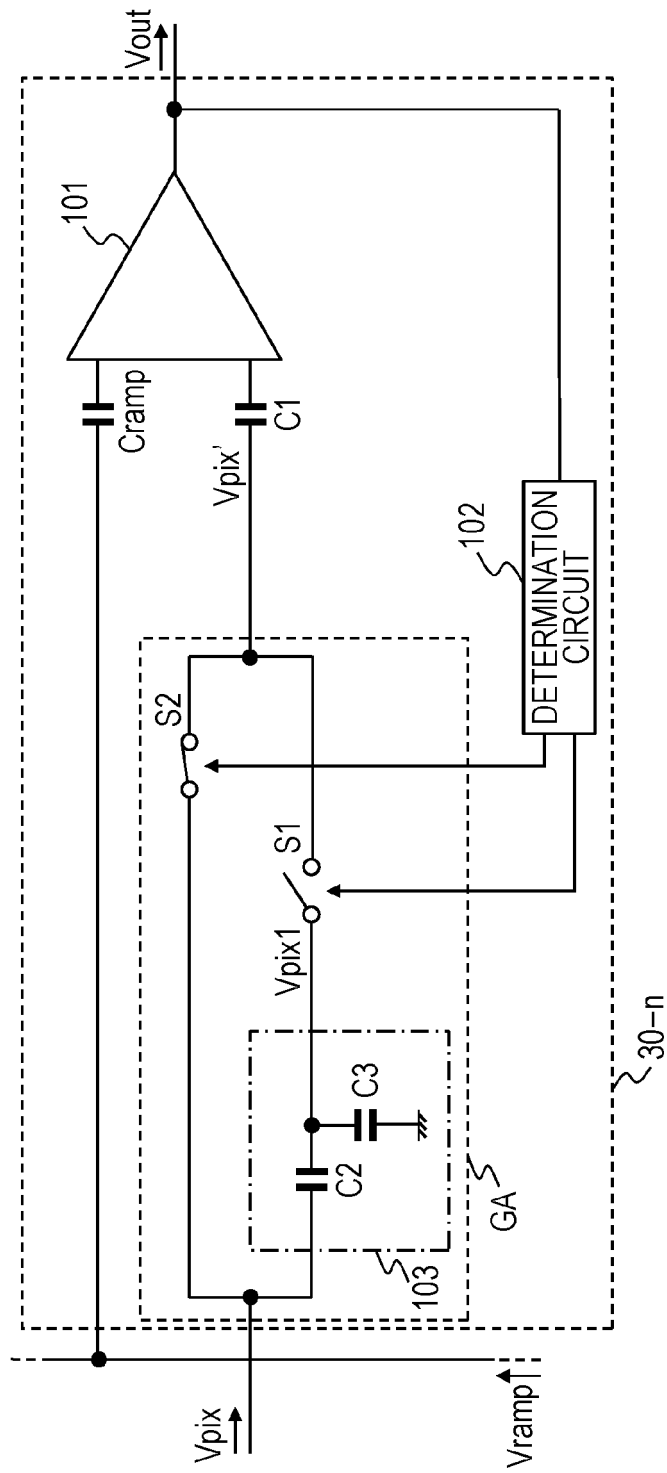 Vout
101
Cramp
C1
Vpix'
102
DETERMINATION
CIRCUIT
S2
S1
Vpix1
C3
C2
GA
103
30-n
Vpix
Vramp